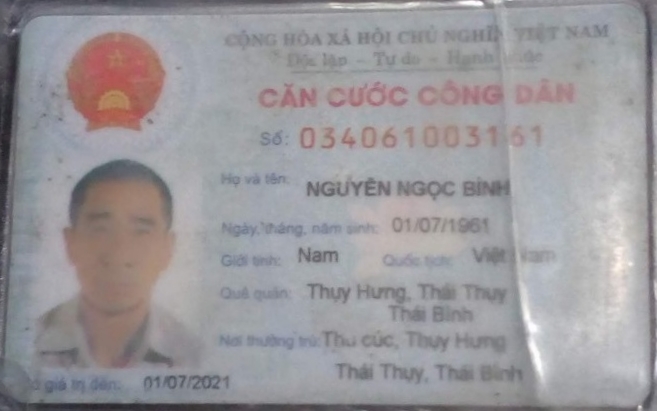 CỘNG HÒA XÃ HỘI CHỦ NGHĨA VIỆT NAM
Độc lập - Tự do - Hạnh phúc
CĂN CƯỚC CÔNG DÂN
Số: 034061003161
Họ và tên: NGUYỄN NGỌC BÌNH
Ngày, tháng, năm sinh: 01/07/1961
Giới tính: Nam Quốc tịch: Việt Nam
Quê quán: Thụy Hưng, Thái Thụy
Thái Bình
Nơi thường trú: Thu cúc, Thụy Hưng
Thái Thụy, Thái Bình
giá trị đến: 01/07/2021